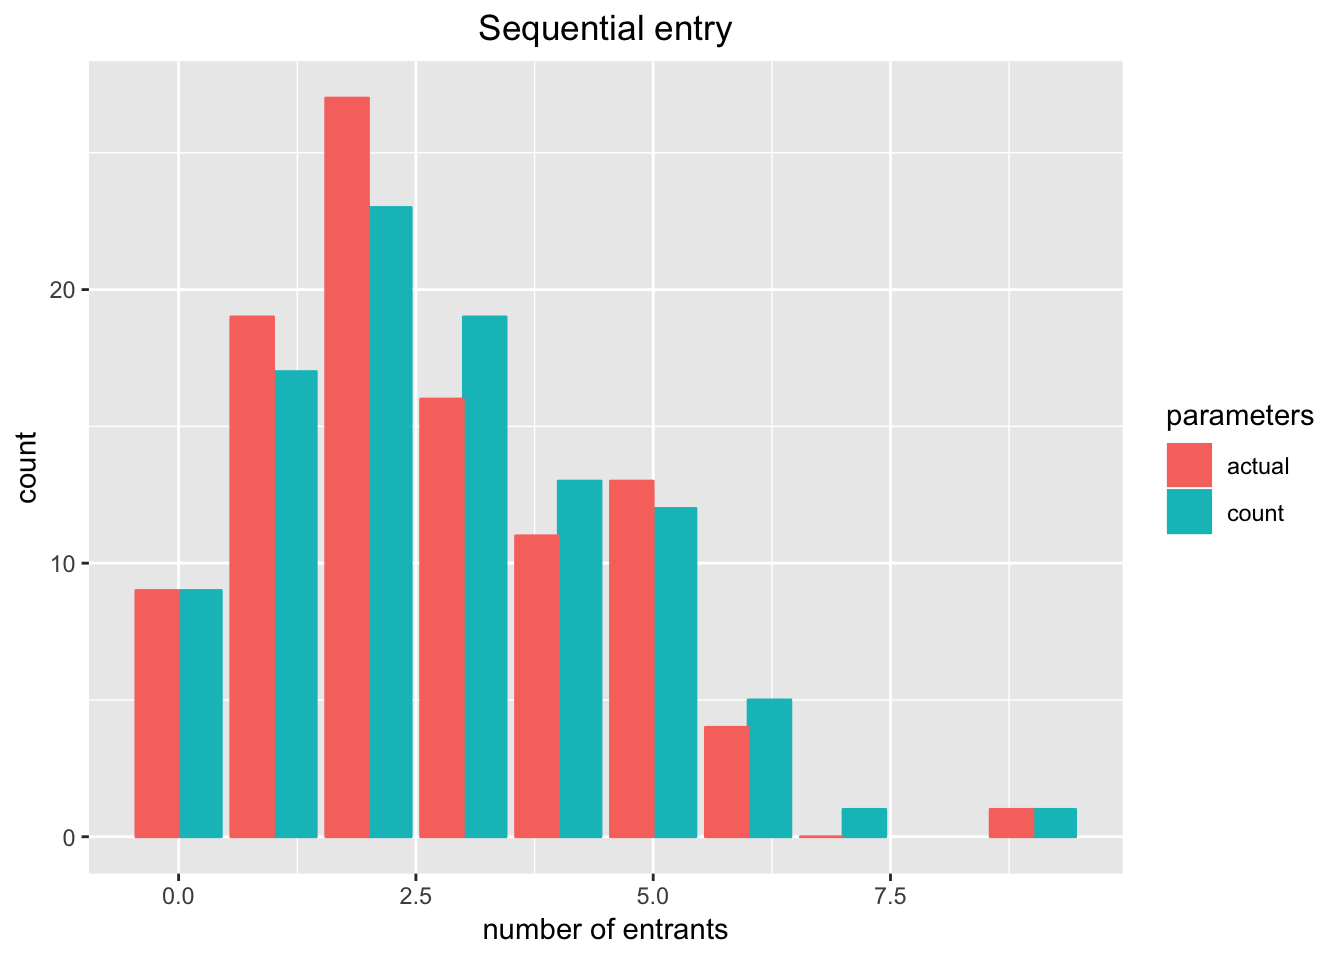 Sequential entry
count
20
10
0
0.0 2.5 5.0 7.5
number of entrants
parameters
actual
count